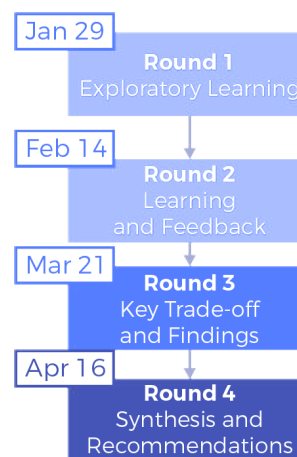 Jan 29
Round 1
Exploratory Learning
Feb 14
Round 2
Learning
and Feedback
Mar 21
Round 3
Key Trade-off
and Findings
Apr 16
Round 4
Synthesis and
Recommendations